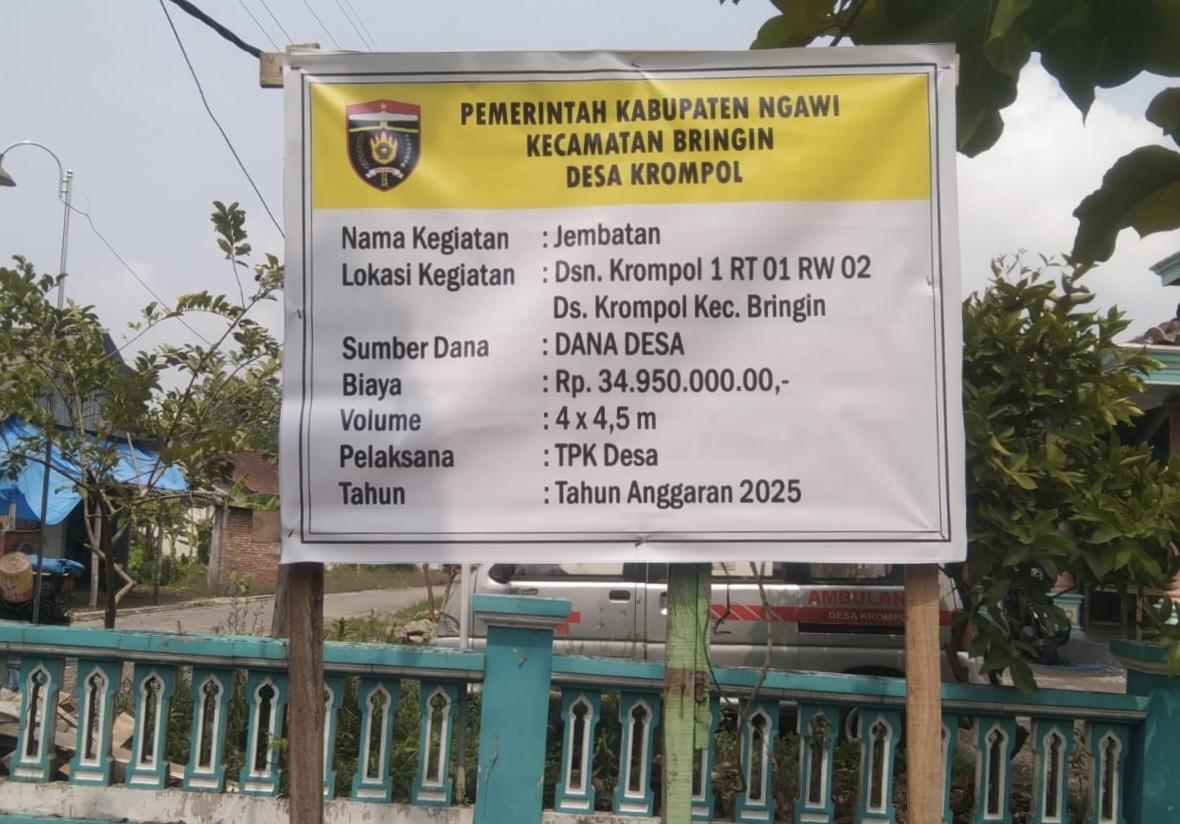 PEMERINTAH KABUPATEN NGAWI
KECAMATAN BRINGIN
DESA KROMPOL
Nama Kegiatan : Jembatan
Lokasi Kegiatan : Dsn. Krompol 1 RT 01 RW 02
Ds. Krompol Kec. Bringin
Sumber Dana : DANA DESA
Biaya : Rp. 34.950.000.00,-
Volume : 4 x 4,5 m
Pelaksana : TPK Desa
Tahun : Tahun Anggaran 2025